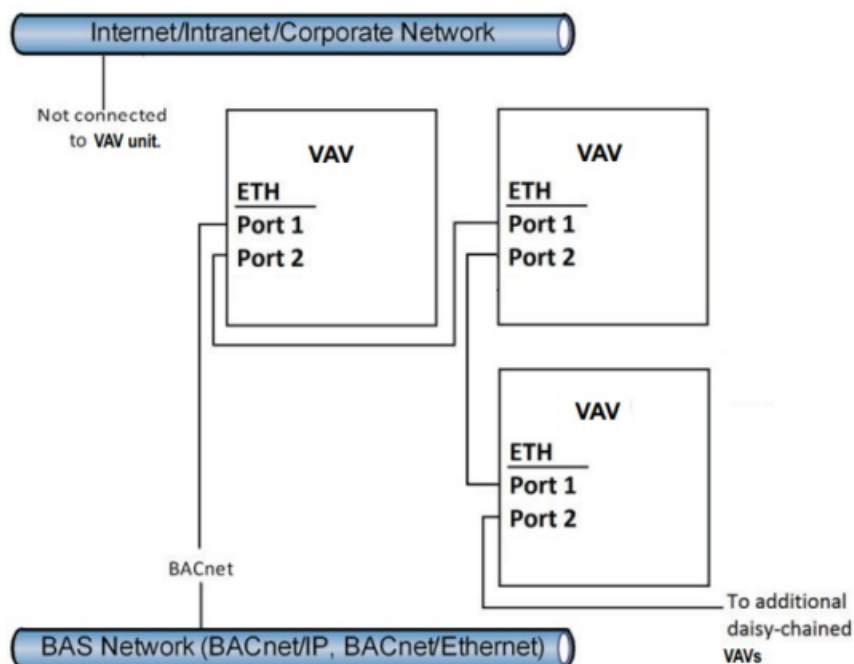 Internet/Intranet/Corporate Network
Not connected
to VAV unit.
VAV
ETH
Port 1
Port 2
VAV
ETH
Port 1
Port 2
VAV
ETH
Port 1
Port 2
BACnet
To additional
daisy-chained
VAVs
BAS Network (BACnet/IP, BACnet/Ethernet)